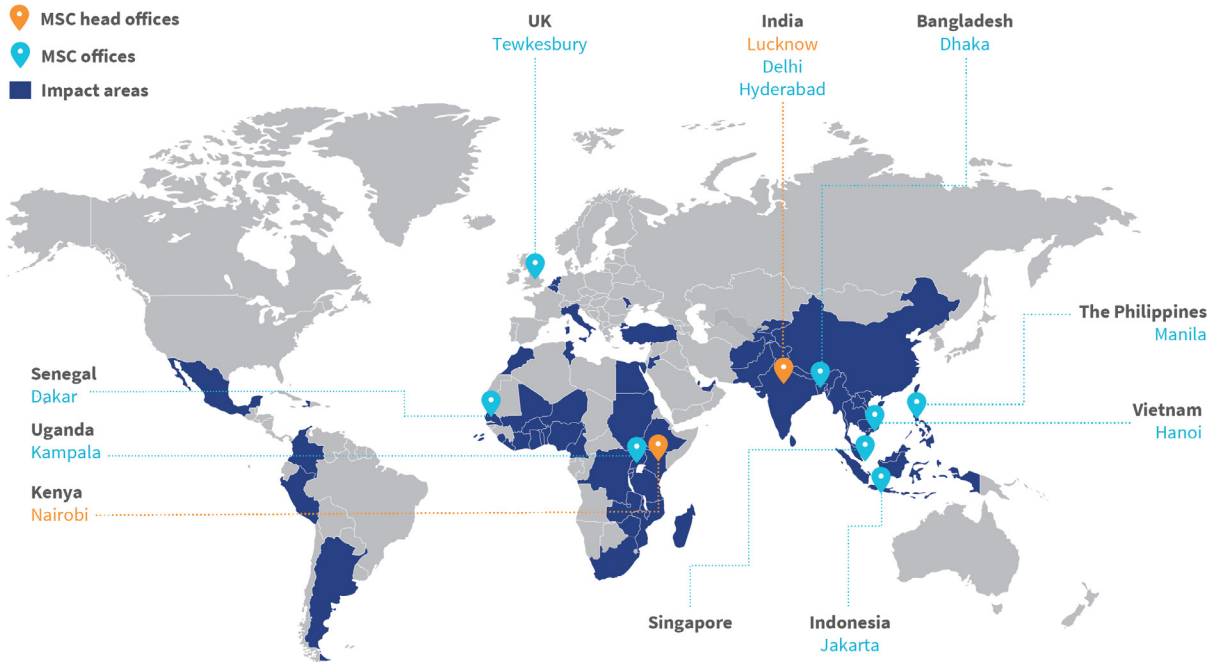 MSC head offices
MSC offices
Impact areas
UK
Tewkesbury
India
Lucknow
Delhi
Hyderabad
Bangladesh
Dhaka
The Philippines
Manila
Senegal
Dakar
Vietnam
Hanoi
Uganda
Kampala
Kenya
Nairobi
Singapore
Indonesia
Jakarta